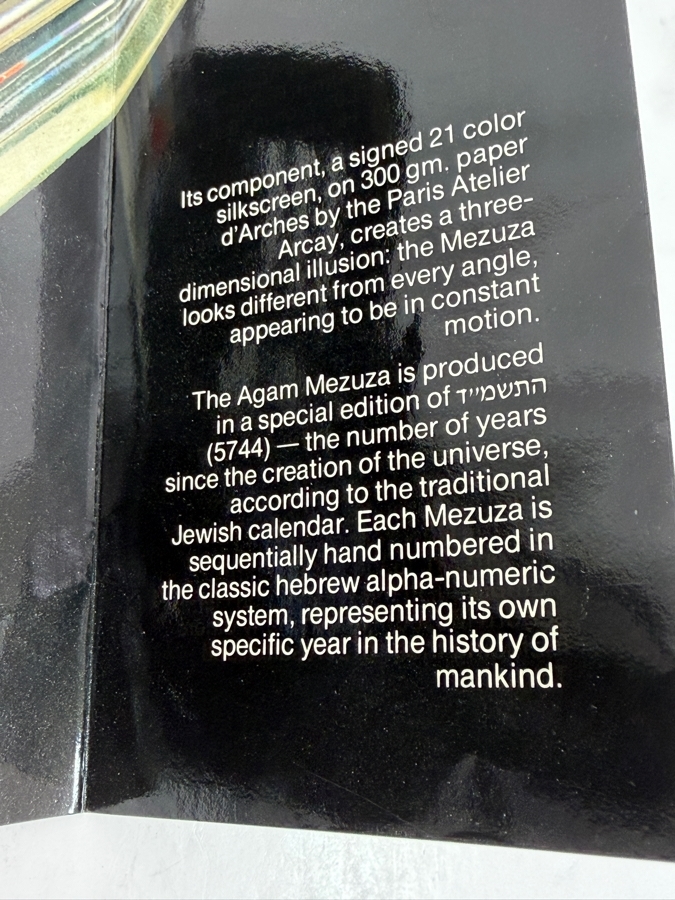 Its component, a signed 21 color
silkscreen, on 300 gm. paper
d'Arches by the Paris Atelier
Arcay, creates a three-
dimensional illusion: the Mezuza
looks different from every angle,
appearing to be in constant
motion.
The Agam Mezuza is produced
in a special edition of התשמ״ד
(5744) — the number of years
since the creation of the universe,
according to the traditional
Jewish calendar. Each Mezuza is
sequentially hand numbered in
the classic hebrew alpha-numeric
system, representing its own
specific year in the history of
mankind.